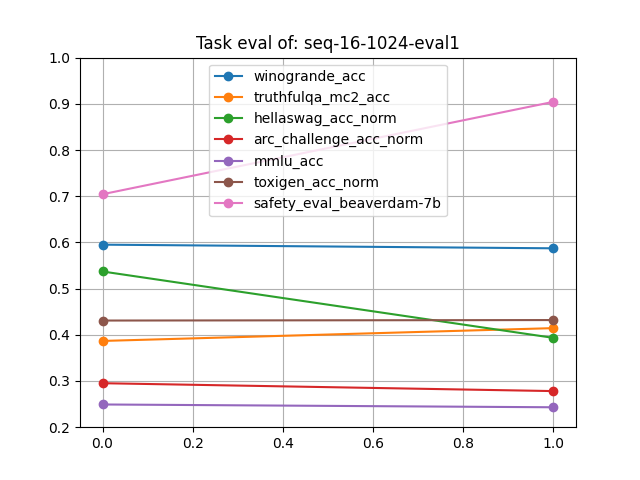 Task eval of: seq-16-1024-eval1
1.0
0.9
0.8
0.7
0.6
0.5
0.4
0.3
0.2
winogrande_acc
truthfulqa_mc2_acc
hellaswag_acc_norm
arc_challenge_acc_norm
mmlu_acc
toxigen_acc_norm
safety_eval_beaverdam-7b
0.0 0.2 0.4 0.6 0.8 1.0